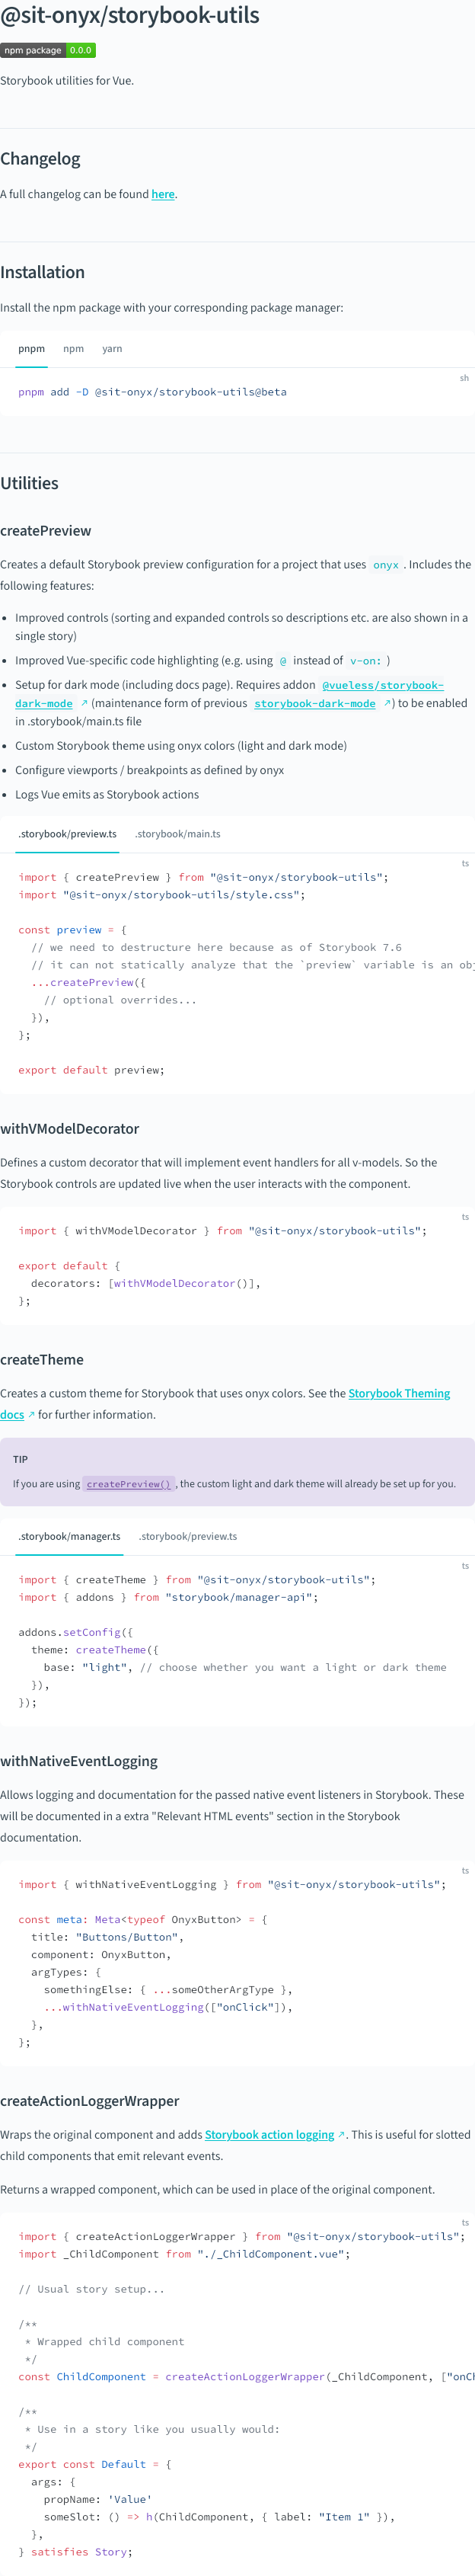 @sit-onyx/storybook-utils
npm package 0.0.0
Storybook utilities for Vue.
Changelog
A full changelog can be found here.
Installation
Install the npm package with your corresponding package manager:
pnpm npm yarn
sh
pnpm add -D @sit-onyx/storybook-utils@beta
Utilities
createPreview
Creates a default Storybook preview configuration for a project that uses onyx . Includes the
following features:
• Improved controls (sorting and expanded controls so descriptions etc. are also shown in a
single story)
• Improved Vue-specific code highlighting (e.g. using @ instead of v-on: )
• Setup for dark mode (including docs page). Requires addon @vueless/storybook-
dark-mode ↗ (maintenance form of previous storybook-dark-mode ↗) to be enabled
in .storybook/main.ts file
• Custom Storybook theme using onyx colors (light and dark mode)
• Configure viewports / breakpoints as defined by onyx
• Logs Vue emits as Storybook actions
.storybook/preview.ts .storybook/main.ts
ts
import { createPreview } from "@sit-onyx/storybook-utils";
import "@sit-onyx/storybook-utils/style.css";
const preview = {
// we need to destructure here because as of Storybook 7.6
// it can not statically analyze that the `preview` variable is an obj
...createPreview({
// optional overrides...
}),
};
export default preview;
withVModelDecorator
Defines a custom decorator that will implement event handlers for all v-models. So the
Storybook controls are updated live when the user interacts with the component.
ts
import { withVModelDecorator } from "@sit-onyx/storybook-utils";
export default {
decorators: [withVModelDecorator()],
};
createTheme
Creates a custom theme for Storybook that uses onyx colors. See the Storybook Theming
docs ↗ for further information.
TIP
If you are using createPreview() , the custom light and dark theme will already be set up for you.
.storybook/manager.ts .storybook/preview.ts
ts
import { createTheme } from "@sit-onyx/storybook-utils";
import { addons } from "storybook/manager-api";
addons.setConfig({
theme: createTheme({
base: "light", // choose whether you want a light or dark theme
}),
});
withNativeEventLogging
Allows logging and documentation for the passed native event listeners in Storybook. These
will be documented in a extra "Relevant HTML events" section in the Storybook
documentation.
ts
import { withNativeEventLogging } from "@sit-onyx/storybook-utils";
const meta: Meta<typeof OnyxButton> = {
title: "Buttons/Button",
component: OnyxButton,
argTypes: {
somethingElse: { ...someOtherArgType },
...withNativeEventLogging(["onClick"]),
},
};
createActionLoggerWrapper
Wraps the original component and adds Storybook action logging ↗. This is useful for slotted
child components that emit relevant events.
Returns a wrapped component, which can be used in place of the original component.
ts
import { createActionLoggerWrapper } from "@sit-onyx/storybook-utils";
import _ChildComponent from "./_ChildComponent.vue";
// Usual story setup...
/**
* Wrapped child component
*/
const ChildComponent = createActionLoggerWrapper(_ChildComponent, ["onCh
/**
* Use in a story like you usually would:
*/
export const Default = {
args: {
propName: 'Value'
someSlot: () => h(ChildComponent, { label: "Item 1" }),
},
} satisfies Story;